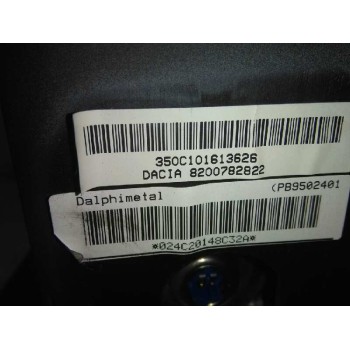 350C101613626
DACIA 8200782822
Dalphimetal (PB9502401
*024C20148C32A*